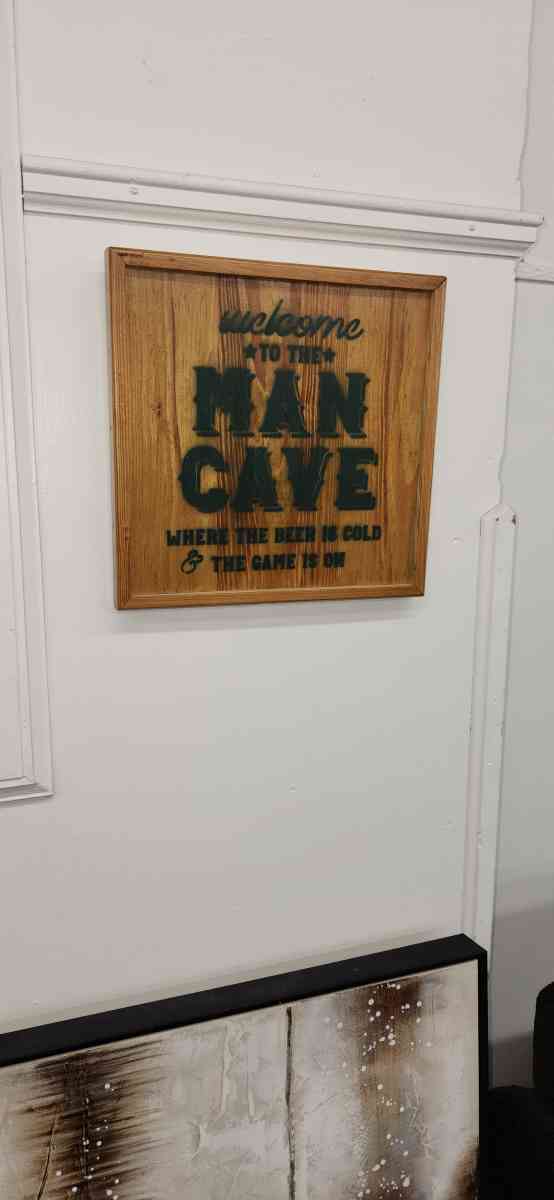 welcome
★TO THE★
MAN
CAVE
WHERE THE BEER IS COLD
& THE GAME IS ON